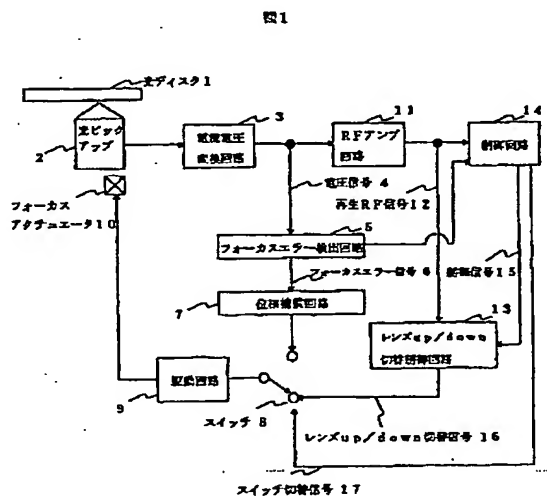 図1
光ディスク1
光ピック
アップ
2
電流電圧
変換回路
3
RFアンプ
回路
11
制御回路
14
フォーカス
アクチュエータ10
電圧信号 4
再生RF信号12
5
フォーカスエラー検出回路
フォーカスエラー信号 6
制御信号15
7
位相補償回路
13
レンズup/down
切替制御回路
駆動回路
9
スイッチ 8
レンズup/down切替信号 16
スイッチ切替信号 17